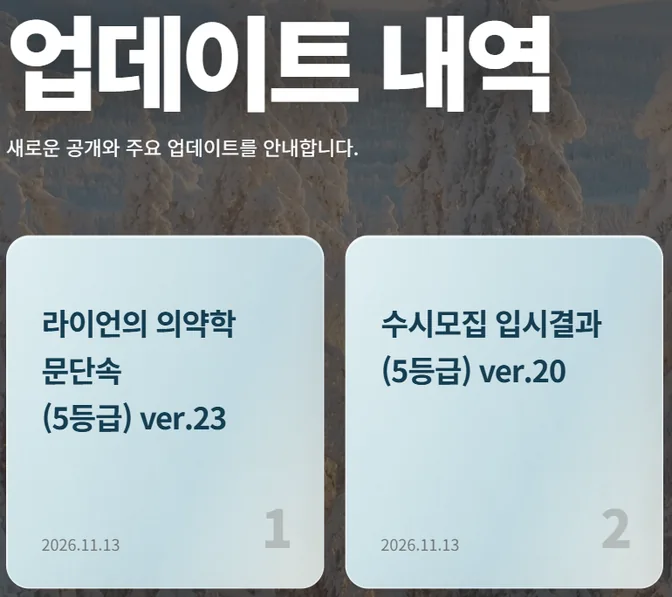 업데이트 내역
새로운 공개와 주요 업데이트를 안내합니다.
라이언의 의약학
문단속
(5등급) ver.23
2026.11.13
1
수시모집 입시결과
(5등급) ver.20
2026.11.13
2